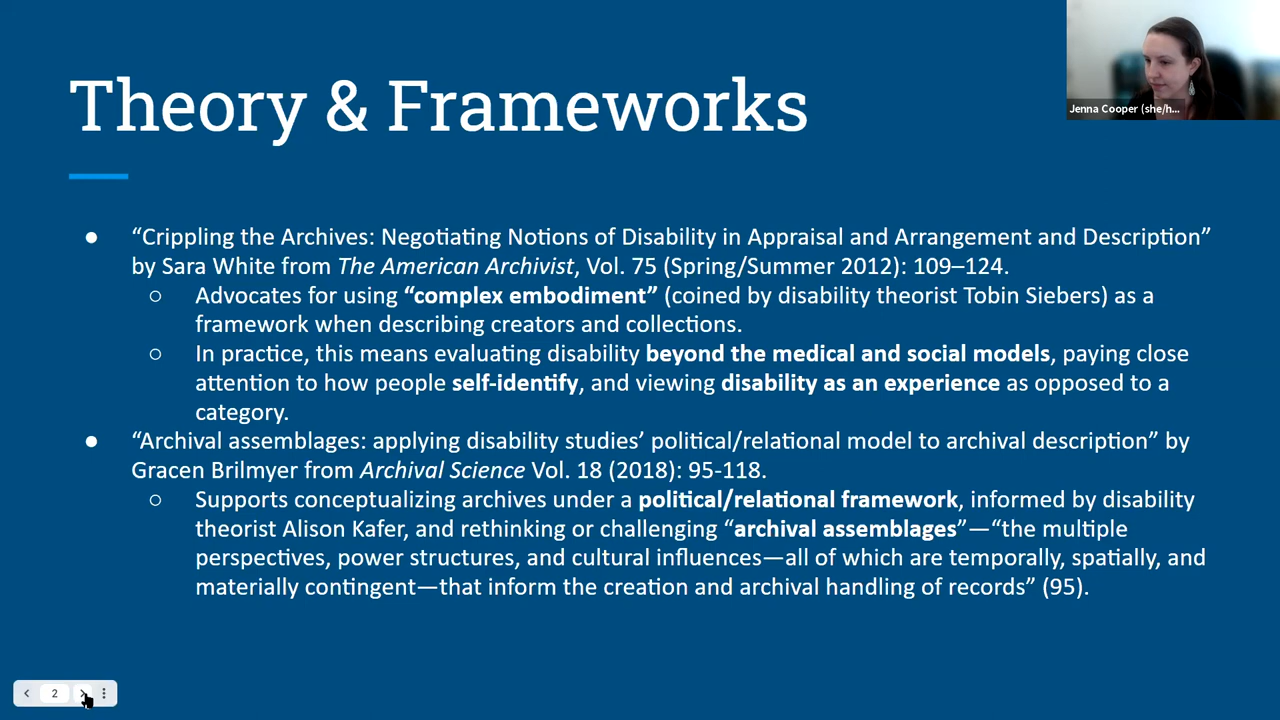 Theory & Frameworks
Jenna Cooper (she/h...
● “Crippling the Archives: Negotiating Notions of Disability in Appraisal and Arrangement and Description”
by Sara White from The American Archivist, Vol. 75 (Spring/Summer 2012): 109–124.
○ Advocates for using “complex embodiment” (coined by disability theorist Tobin Siebers) as a
framework when describing creators and collections.
○ In practice, this means evaluating disability beyond the medical and social models, paying close
attention to how people self-identify, and viewing disability as an experience as opposed to a
category.
● “Archival assemblages: applying disability studies’ political/relational model to archival description” by
Gracen Brilmyer from Archival Science Vol. 18 (2018): 95-118.
○ Supports conceptualizing archives under a political/relational framework, informed by disability
theorist Alison Kafer, and rethinking or challenging “archival assemblages”—“the multiple
perspectives, power structures, and cultural influences—all of which are temporally, spatially, and
materially contingent—that inform the creation and archival handling of records” (95).
2